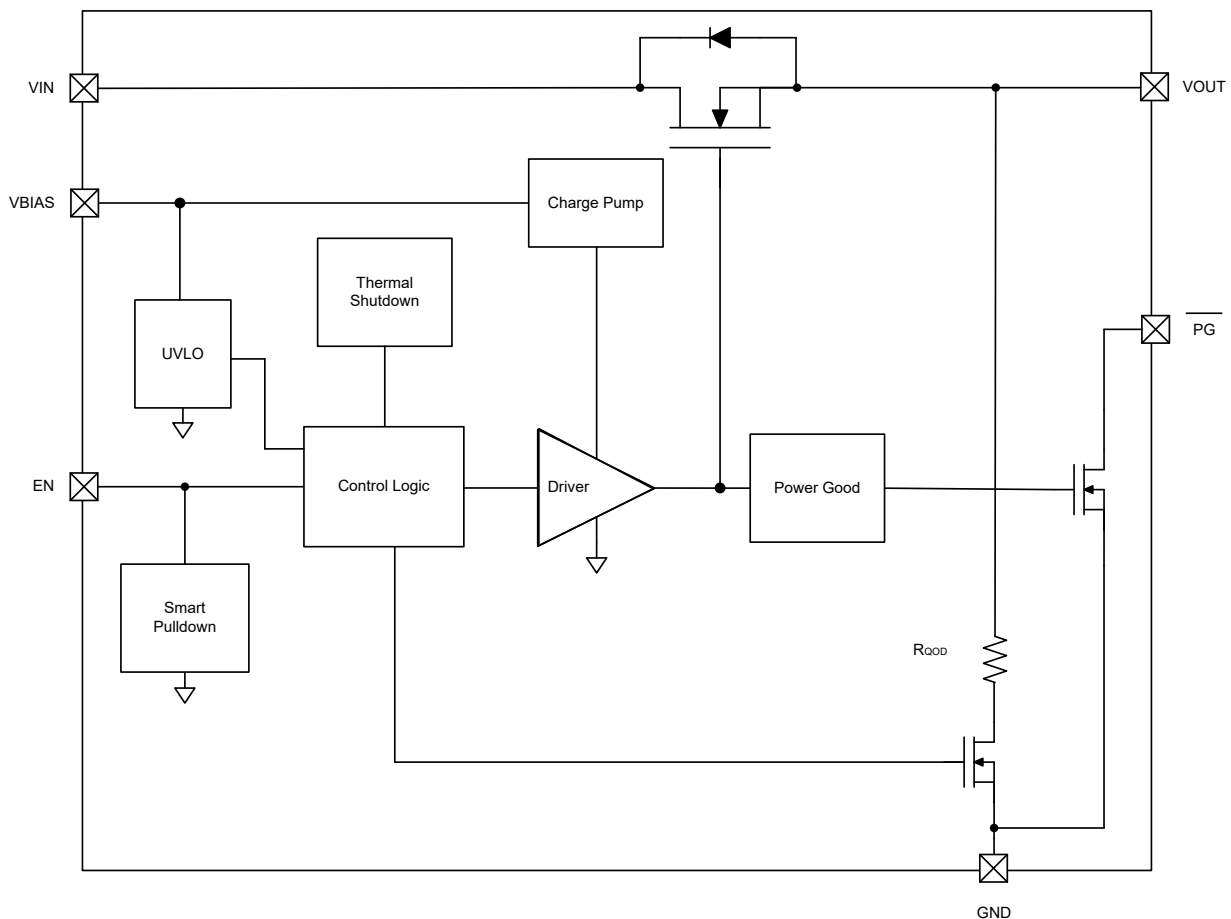 VIN
VOUT
VBIAS
Charge Pump
Thermal
Shutdown
PG
UVLO
EN
Control Logic
Driver
Power Good
Smart
Pulldown
RQOD
GND